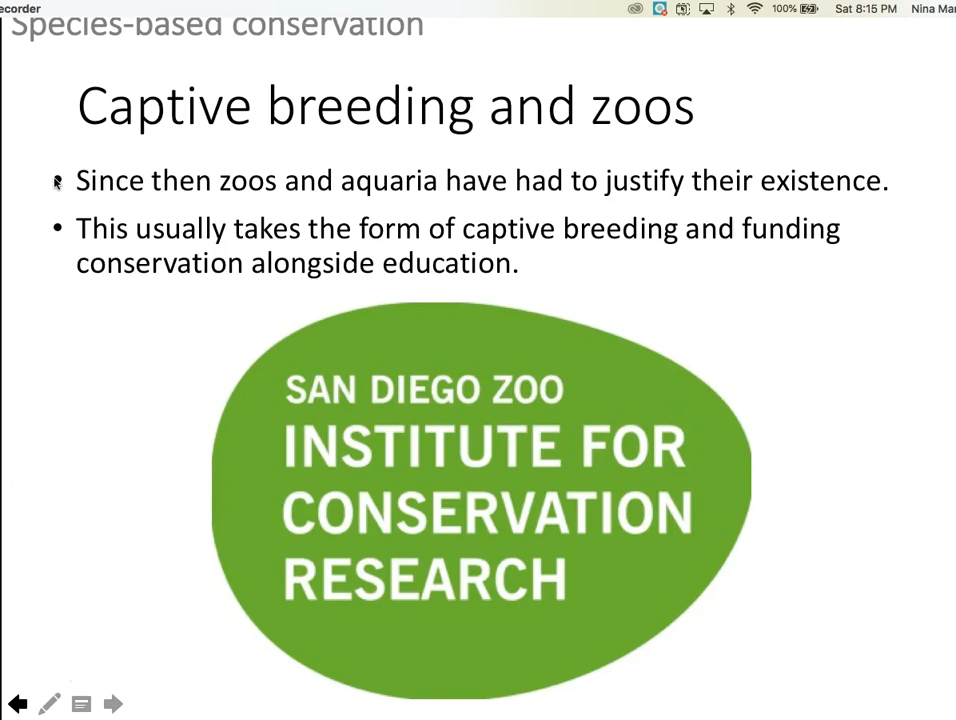 ecorder 100% Sat 8:15 PM Nina Mar
Species-based conservation
Captive breeding and zoos
• Since then zoos and aquaria have had to justify their existence.
• This usually takes the form of captive breeding and funding
conservation alongside education.
SAN DIEGO ZOO
INSTITUTE FOR
CONSERVATION
RESEARCH